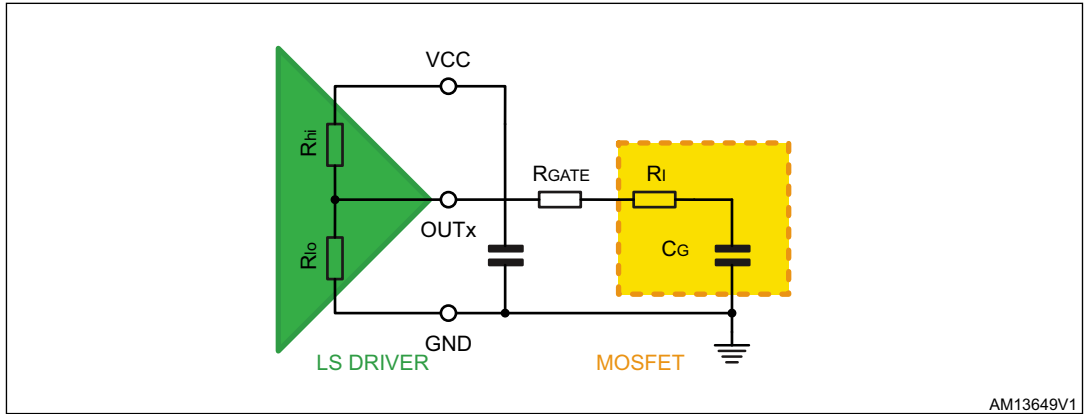 VCC
Rhi
RGATE
RI
OUTx
Rlo
CG
GND
LS DRIVER
MOSFET
AM13649V1